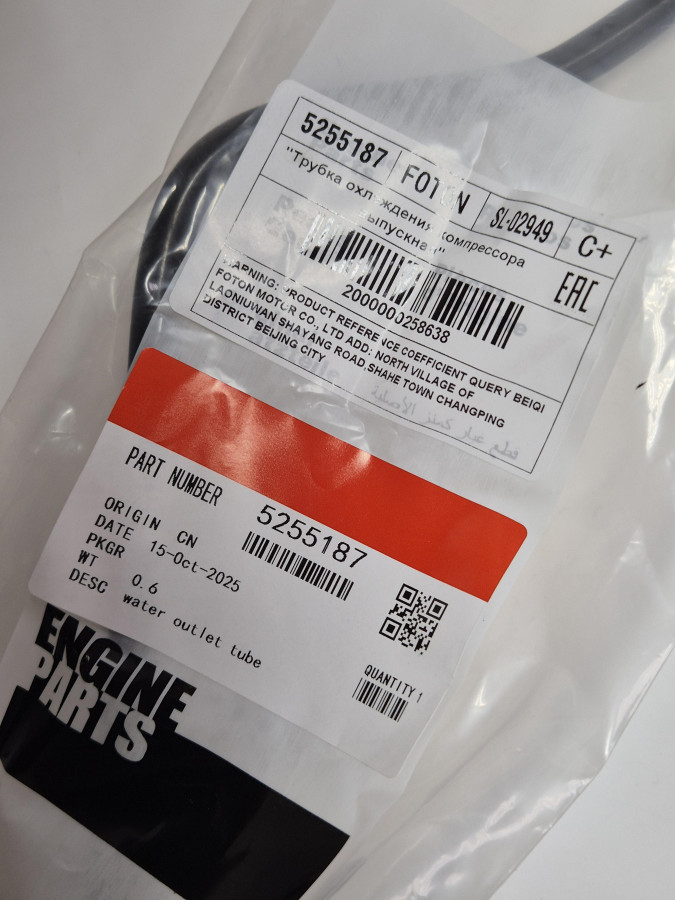 5255187 FOTON SL-02949 C+
"Трубка охлаждения компрессора
выпускная"
EAC
2000000258638
WARNING: PRODUCT REFERENCE COEFFICIENT QUERY BEIQI
FOTON MOTOR CO., LTD ADD: NORTH VILLAGE OF
LAONIUWAN SHAYANG ROAD,SHAHE TOWN CHANGPING
DISTRICT BEIJING CITY
PART NUMBER
5255187
ORIGIN CN
DATE 15-Oct-2025
PKGR
WT 0.6
DESC water outlet tube
QUANTITY 1
ENGINE
PARTS